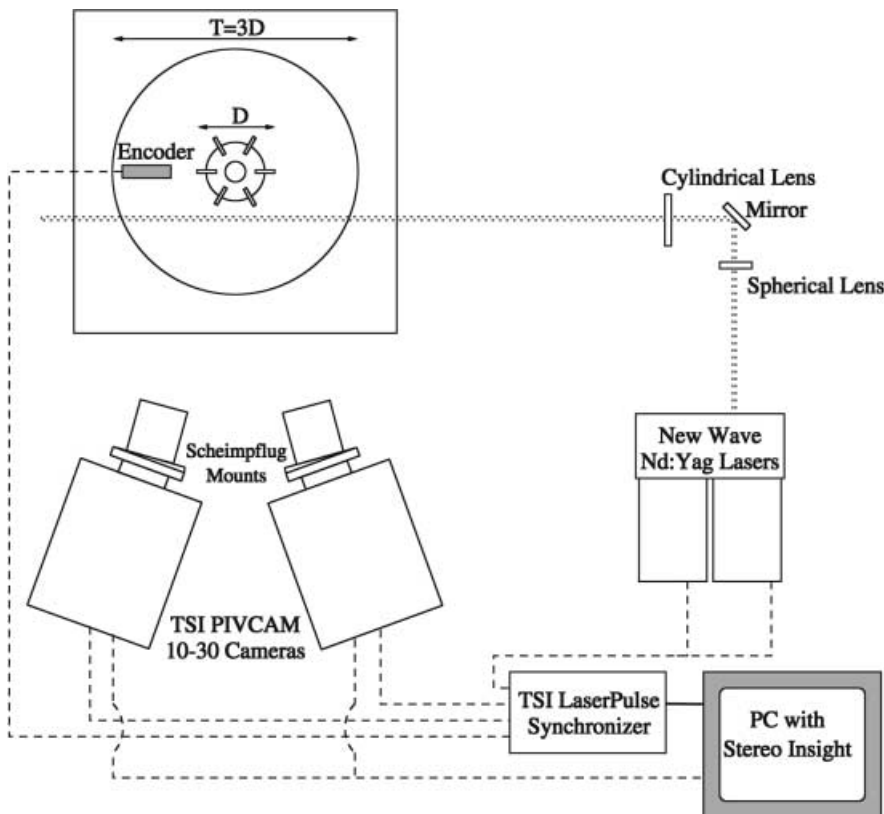 T=3D
D
Encoder
Cylindrical Lens
Mirror
Spherical Lens
New Wave
Nd:Yag Lasers
Scheimpflug
Mounts
TSI PIVCAM
10-30 Cameras
TSI LaserPulse
Synchronizer
PC with
Stereo Insight